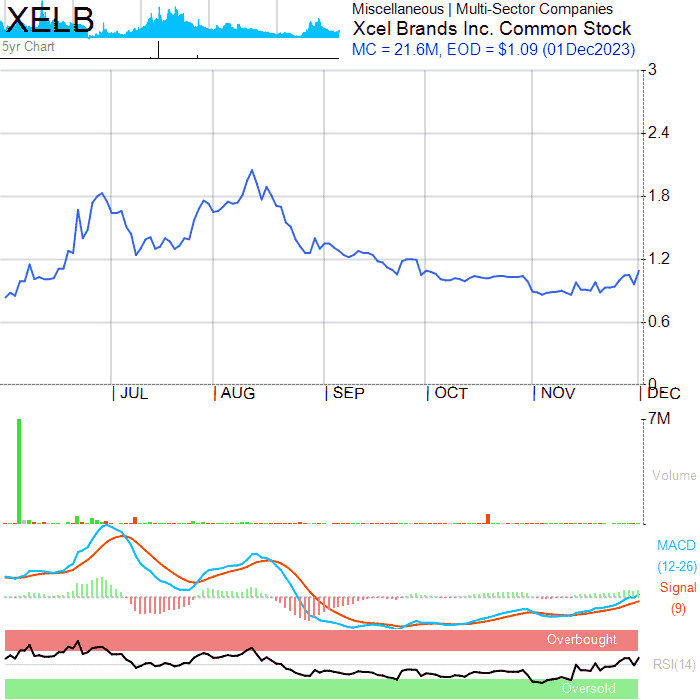 XELB
5yr Chart
Miscellaneous | Multi-Sector Companies
Xcel Brands Inc. Common Stock
MC = 21.6M, EOD = $1.09 (01Dec2023)
3
2.4
1.8
1.2
0.6
0
JUL AUG SEP OCT NOV DEC
7M
Volume
MACD
(12-26)
Signal
(9)
Overbought
RSI(14)
Oversold